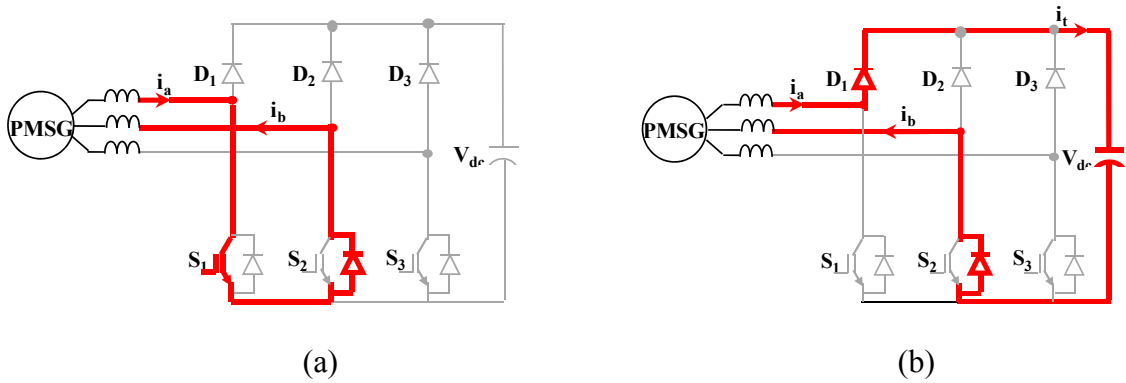 D1 D2 D3
ia
ib
PMSG
Vdc
S1 S2 S3
(a)
it
D1 D2 D3
ia
ib
PMSG
Vdc
S1 S2 S3
(b)